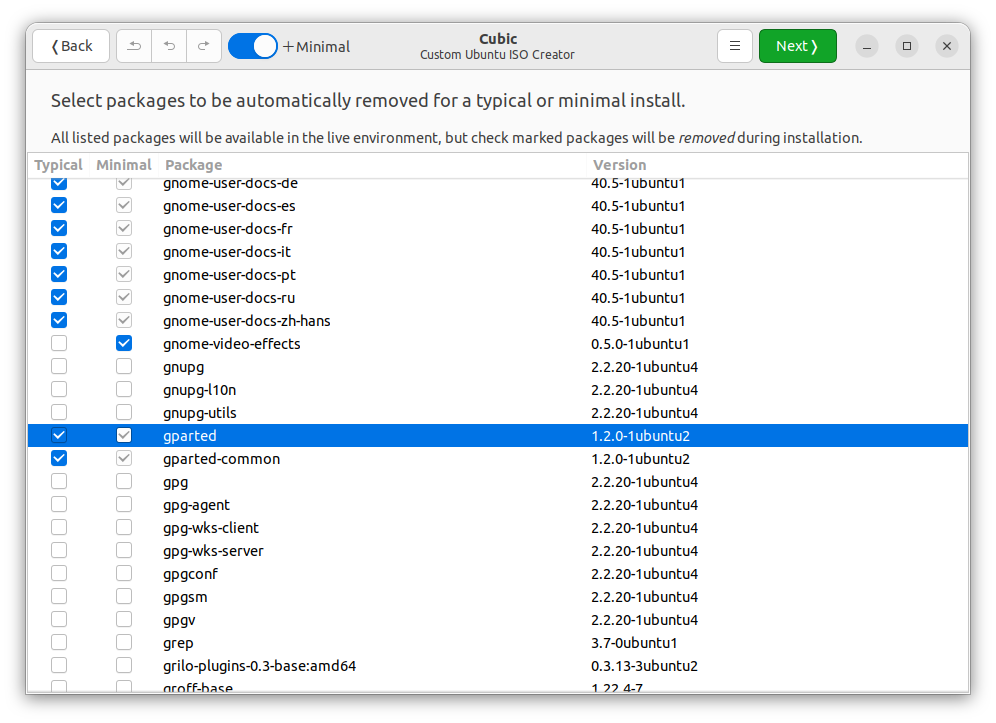 ❬Back
+Minimal
Cubic
Custom Ubuntu ISO Creator
Next❭
Select packages to be automatically removed for a typical or minimal install.
All listed packages will be available in the live environment, but check marked packages will be removed during installation.
Typical Minimal Package Version
gnome-user-docs-de 40.5-1ubuntu1
gnome-user-docs-es 40.5-1ubuntu1
gnome-user-docs-fr 40.5-1ubuntu1
gnome-user-docs-it 40.5-1ubuntu1
gnome-user-docs-pt 40.5-1ubuntu1
gnome-user-docs-ru 40.5-1ubuntu1
gnome-user-docs-zh-hans 40.5-1ubuntu1
gnome-video-effects 0.5.0-1ubuntu1
gnupg 2.2.20-1ubuntu4
gnupg-l10n 2.2.20-1ubuntu4
gnupg-utils 2.2.20-1ubuntu4
gparted 1.2.0-1ubuntu2
gparted-common 1.2.0-1ubuntu2
gpg 2.2.20-1ubuntu4
gpg-agent 2.2.20-1ubuntu4
gpg-wks-client 2.2.20-1ubuntu4
gpg-wks-server 2.2.20-1ubuntu4
gpgconf 2.2.20-1ubuntu4
gpgsm 2.2.20-1ubuntu4
gpgv 2.2.20-1ubuntu4
grep 3.7-0ubuntu1
grilo-plugins-0.3-base:amd64 0.3.13-3ubuntu2
groff-base 1.22.4-7